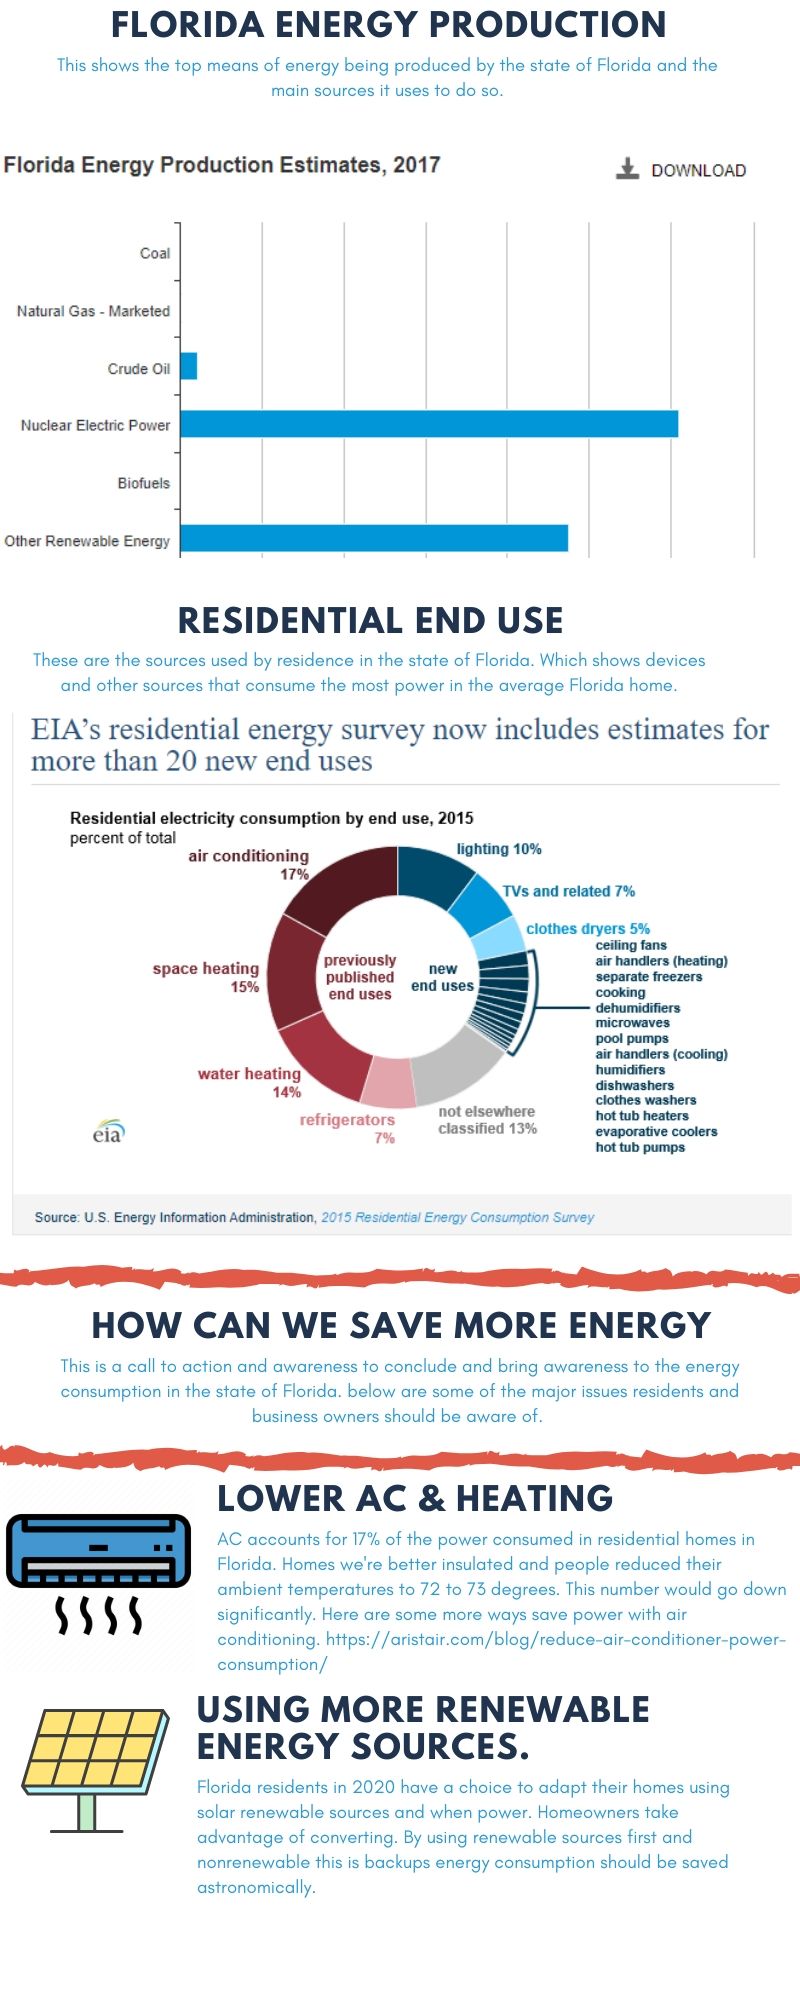 FLORIDA ENERGY PRODUCTION
This shows the top means of energy being produced by the state of Florida and the
main sources it uses to do so.
Florida Energy Production Estimates, 2017
DOWNLOAD
Coal
Natural Gas - Marketed
Crude Oil
Nuclear Electric Power
Biofuels
Other Renewable Energy
RESIDENTIAL END USE
These are the sources used by residence in the state of Florida. Which shows devices
and other sources that consume the most power in the average Florida home.
EIA's residential energy survey now includes estimates for
more than 20 new end uses
Residential electricity consumption by end use, 2015
percent of total
air conditioning
17%
lighting 10%
TVs and related 7%
clothes dryers 5%
ceiling fans
air handlers (heating)
separate freezers
cooking
dehumidifiers
microwaves
pool pumps
air handlers (cooling)
humidifiers
dishwashers
clothes washers
hot tub heaters
evaporative coolers
hot tub pumps
space heating
15%
previously
published
end uses
new
end uses
water heating
14%
refrigerators
7%
not elsewhere
classified 13%
eia
Source: U.S. Energy Information Administration, 2015 Residential Energy Consumption Survey
HOW CAN WE SAVE MORE ENERGY
This is a call to action and awareness to conclude and bring awareness to the energy
consumption in the state of Florida. below are some of the major issues residents and
business owners should be aware of.
LOWER AC & HEATING
AC accounts for 17% of the power consumed in residential homes in
Florida. Homes we're better insulated and people reduced their
ambient temperatures to 72 to 73 degrees. This number would go down
significantly. Here are some more ways save power with air
conditioning. https://aristair.com/blog/reduce-air-conditioner-power-
consumption/
USING MORE RENEWABLE
ENERGY SOURCES.
Florida residents in 2020 have a choice to adapt their homes using
solar renewable sources and when power. Homeowners take
advantage of converting. By using renewable sources first and
nonrenewable this is backups energy consumption should be saved
astronomically.